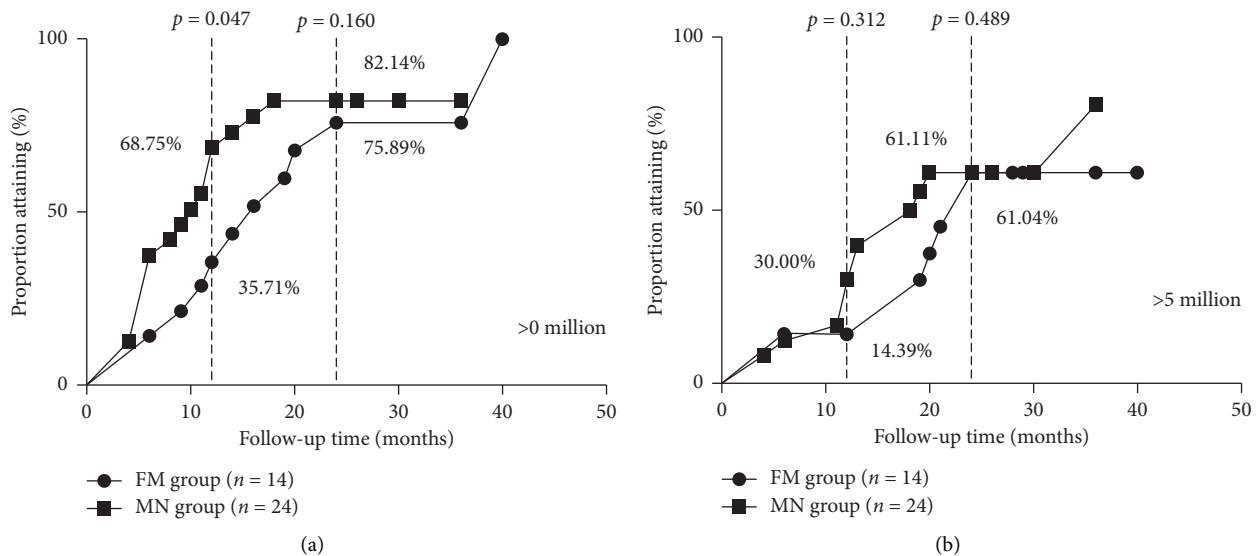 p = 0.047
p = 0.160
100
50
0
Proportion attaining (%)
82.14%
68.75%
75.89%
35.71%
>0 million
0
10
20
30
40
50
Follow-up time (months)
FM group (n = 14)
MN group (n = 24)
(a)
p = 0.312
p = 0.489
100
50
0
Proportion attaining (%)
61.11%
61.04%
30.00%
14.39%
>5 million
0
10
20
30
40
50
Follow-up time (months)
FM group (n = 14)
MN group (n = 24)
(b)